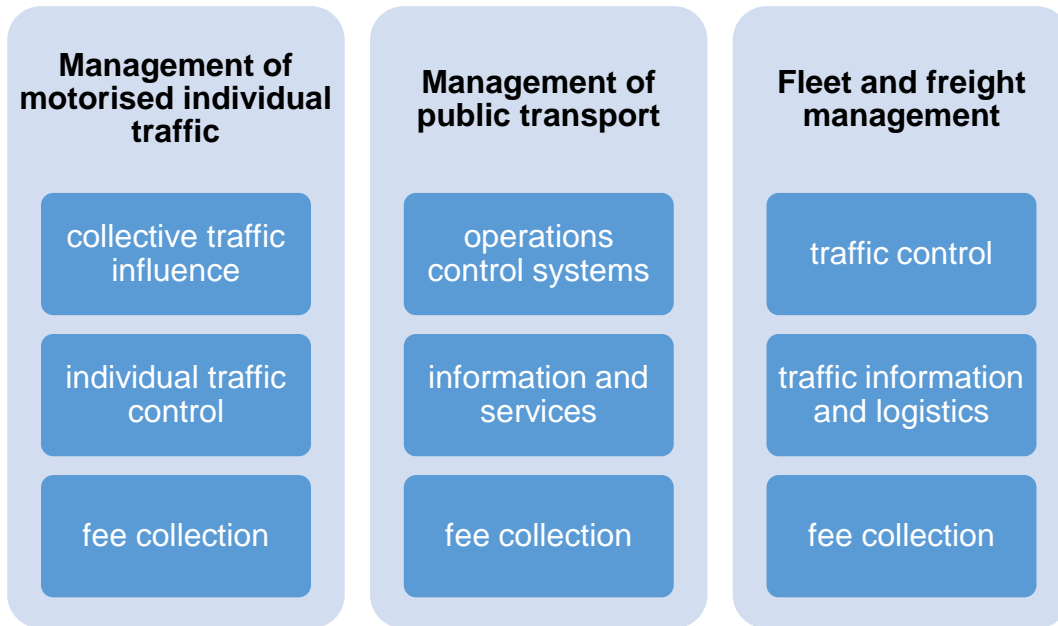 Management of
motorised individual
traffic
collective traffic
influence
individual traffic
control
fee collection
Management of
public transport
operations
control systems
information and
services
fee collection
Fleet and freight
management
traffic control
traffic information
and logistics
fee collection